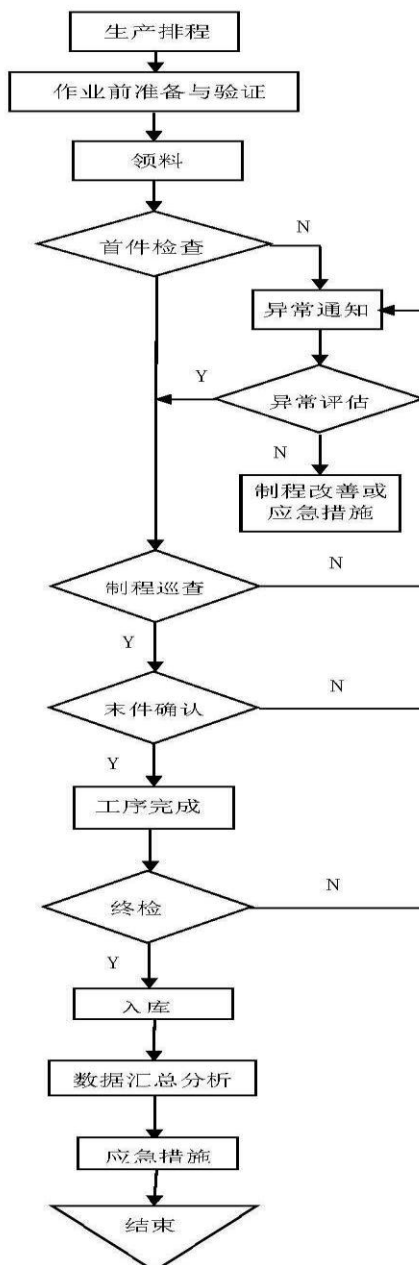 生产排程
作业前准备与验证
领料
首件检查
N
异常通知
Y
异常评估
N
制程改善或
应急措施
制程巡查
N
Y
末件确认
N
Y
工序完成
终检
N
Y
入库
数据汇总分析
应急措施
结束